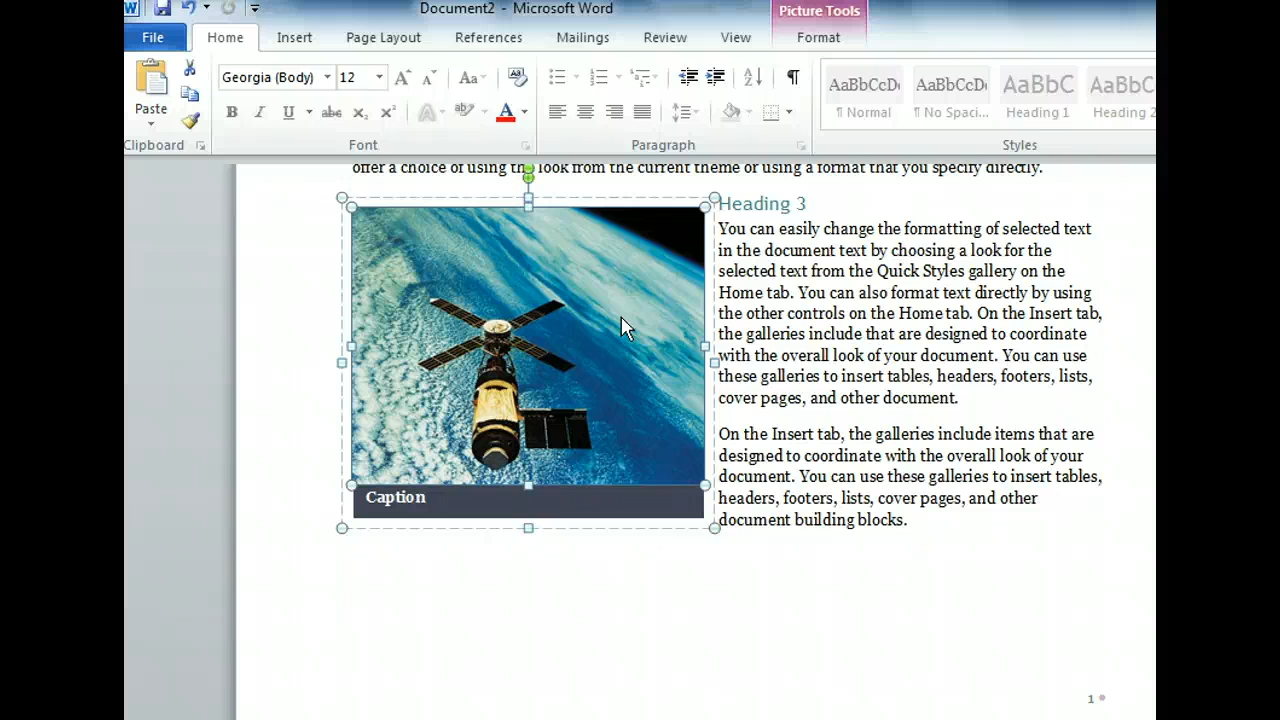 Document2 - Microsoft Word
Picture Tools
File Home Insert Page Layout References Mailings Review View Format
Georgia (Body) 12
Paste
AaBbCcDc AaBbCcDc AaBbC AaBbC
¶ Normal ¶ No Spaci... Heading 1 Heading 2
Clipboard Font Paragraph Styles
offer a choice of using the look from the current theme or using a format that you specify directly.
Heading 3
You can easily change the formatting of selected text
in the document text by choosing a look for the
selected text from the Quick Styles gallery on the
Home tab. You can also format text directly by using
the other controls on the Home tab. On the Insert tab,
the galleries include that are designed to coordinate
with the overall look of your document. You can use
these galleries to insert tables, headers, footers, lists,
cover pages, and other document.
On the Insert tab, the galleries include items that are
designed to coordinate with the overall look of your
document. You can use these galleries to insert tables,
headers, footers, lists, cover pages, and other
document building blocks.
Caption
1